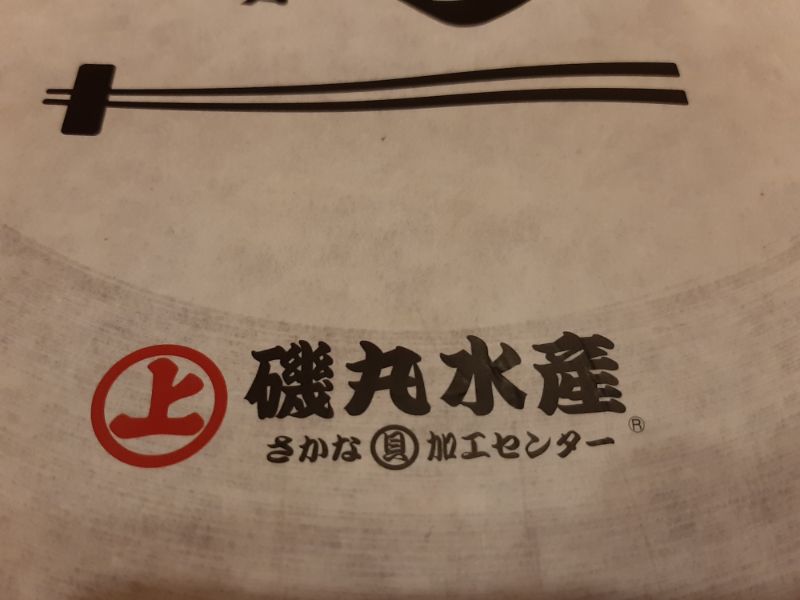 上 磯丸水産®
さかな 貝 加工センター